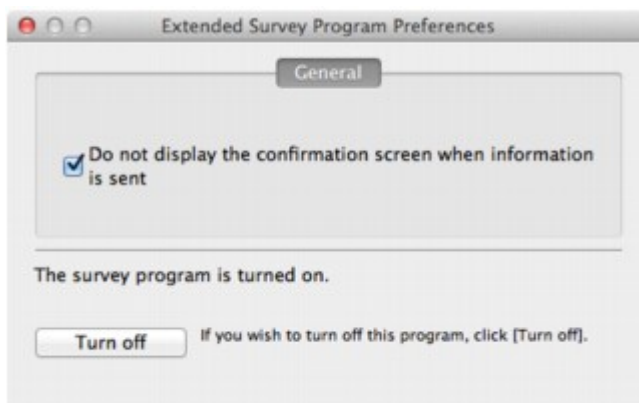 Extended Survey Program Preferences
General
Do not display the confirmation screen when information
is sent
The survey program is turned on.
Turn off
If you wish to turn off this program, click [Turn off].